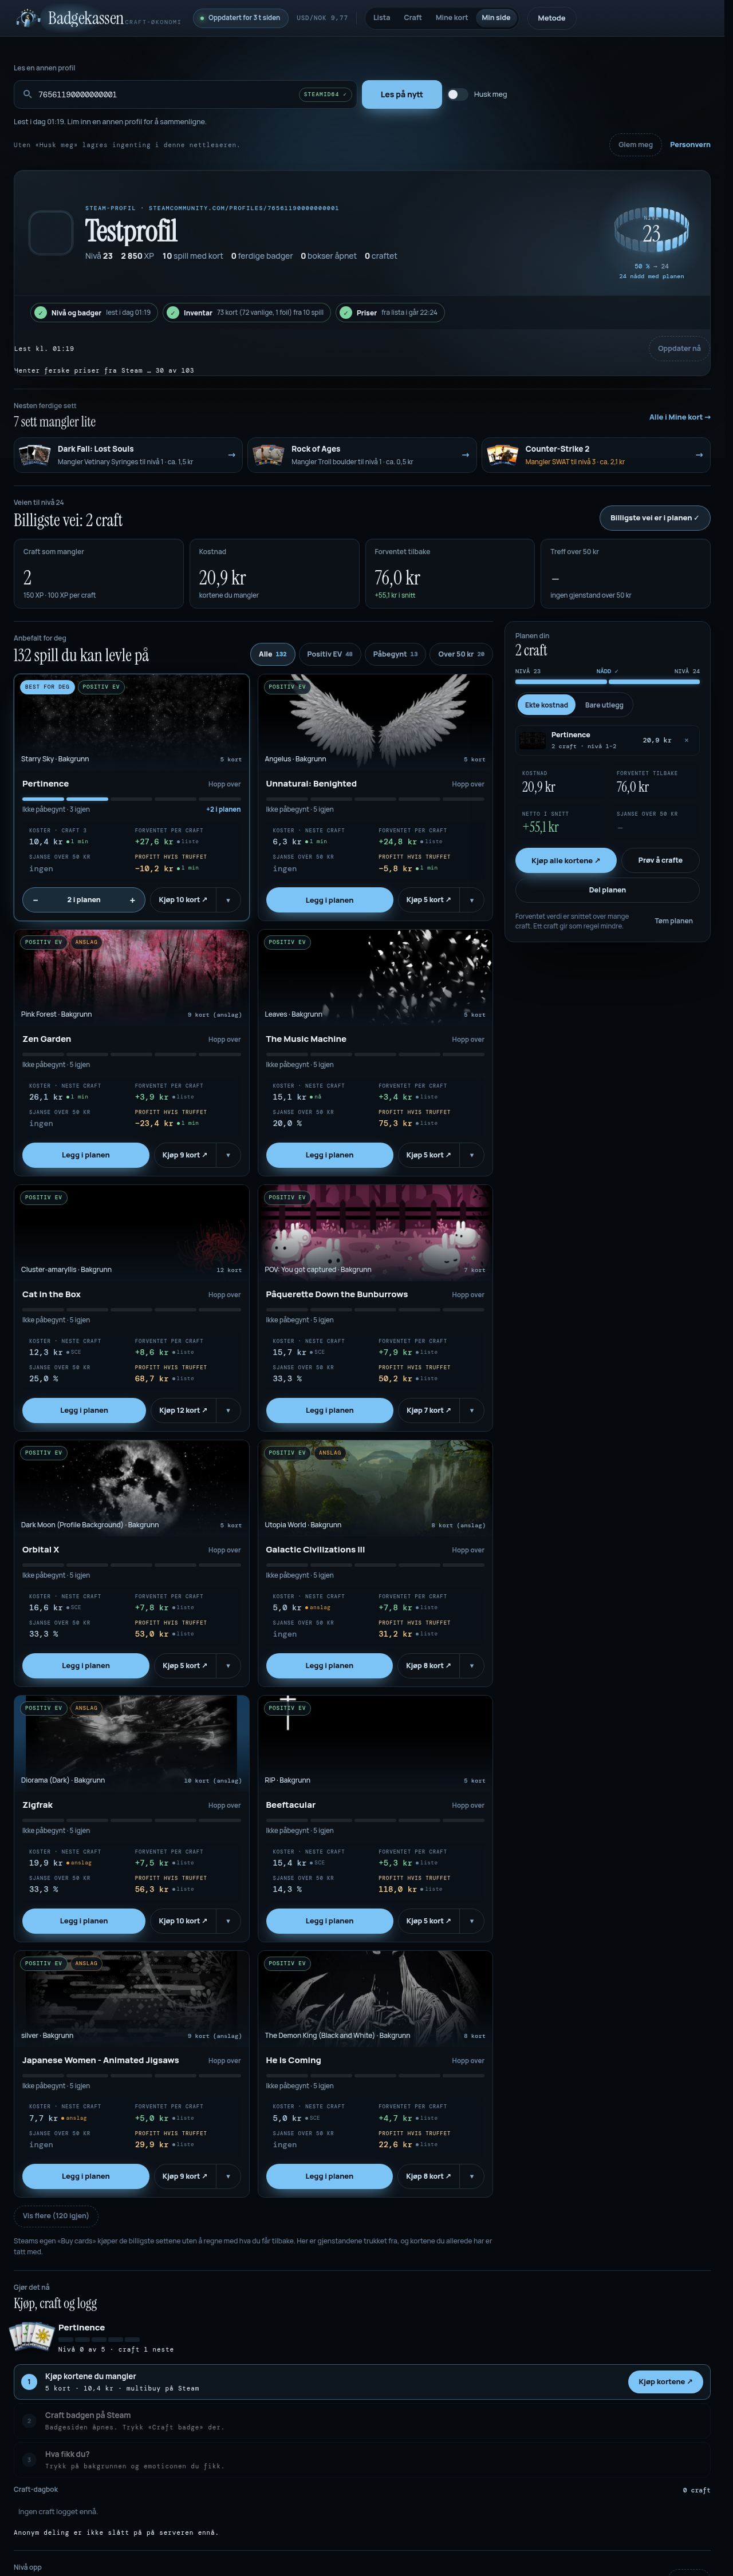 Badgekassen CRAFT-ØKONOMI
Oppdatert for 3 t siden
USD/NOK 9,77
Lista Craft Mine kort Min side
Metode
Les en annen profil
76561190000000001 STEAMID64 ✓
Les på nytt
Husk meg
Lest i dag 01:19. Lim inn en annen profil for å sammenligne.
Uten «Husk meg» lagres ingenting i denne nettleseren.
Glem meg Personvern
STEAM-PROFIL · STEAMCOMMUNITY.COM/PROFILES/76561190000000001
Testprofil
Nivå 23 2 850 XP 10 spill med kort 0 ferdige badger 0 bokser åpnet 0 craftet
23
50 % → 24
24 nådd med planen
✓ Nivå og badger lest i dag 01:19
✓ Inventar 73 kort (72 vanlige, 1 foil) fra 10 spill
✓ Priser fra lista i går 22:24
Lest kl. 01:19
Oppdater nå
Henter ferske priser fra Steam … 30 av 103
Nesten ferdige sett
7 sett mangler lite
Alle i Mine kort →
Dark Fall: Lost Souls
Mangler Vetinary Syringes til nivå 1 · ca. 1,5 kr →
Rock of Ages
Mangler Troll boulder til nivå 1 · ca. 0,5 kr →
Counter-Strike 2
Mangler SWAT til nivå 3 · ca. 2,1 kr →
Veien til nivå 24
Billigste vei: 2 craft
Billigste vei er i planen ✓
Craft som mangler
2
150 XP · 100 XP per craft
Kostnad
20,9 kr
kortene du mangler
Forventet tilbake
76,0 kr
+55,1 kr i snitt
Treff over 50 kr
–
ingen gjenstand over 50 kr
Anbefalt for deg
132 spill du kan levle på
Alle 132 Positiv EV 48 Påbegynt 13 Over 50 kr 20
BEST FOR DEG POSITIV EV
Starry Sky · Bakgrunn 5 kort
Pertinence Hopp over
Ikke påbegynt · 3 igjen +2 i planen
KOSTER · CRAFT 3 FORVENTET PER CRAFT
10,4 kr 1 min +27,6 kr liste
SJANSE OVER 50 KR PROFITT HVIS TRUFFET
ingen −10,2 kr 1 min
− 2 i planen + Kjøp 10 kort ↗ ▾
POSITIV EV
Angelus · Bakgrunn 5 kort
Unnatural: Benighted Hopp over
Ikke påbegynt · 5 igjen
KOSTER · NESTE CRAFT FORVENTET PER CRAFT
6,3 kr 1 min +24,8 kr liste
SJANSE OVER 50 KR PROFITT HVIS TRUFFET
ingen −5,8 kr 1 min
Legg i planen Kjøp 5 kort ↗ ▾
Planen din
2 craft
NIVÅ 23 NÅDD ✓ NIVÅ 24
Ekte kostnad Bare utlegg
Pertinence
2 craft · nivå 1–2
20,9 kr ×
KOSTNAD FORVENTET TILBAKE
20,9 kr 76,0 kr
NETTO I SNITT SJANSE OVER 50 KR
+55,1 kr –
Kjøp alle kortene ↗ Prøv å crafte
Del planen
Forventet verdi er snittet over mange
craft. Ett craft gir som regel mindre.
Tøm planen
POSITIV EV ANSLAG
Pink Forest · Bakgrunn 9 kort (anslag)
Zen Garden Hopp over
Ikke påbegynt · 5 igjen
KOSTER · NESTE CRAFT FORVENTET PER CRAFT
26,1 kr 1 min +3,9 kr liste
SJANSE OVER 50 KR PROFITT HVIS TRUFFET
ingen −23,4 kr 1 min
Legg i planen Kjøp 9 kort ↗ ▾
POSITIV EV
Leaves · Bakgrunn 5 kort
The Music Machine Hopp over
Ikke påbegynt · 5 igjen
KOSTER · NESTE CRAFT FORVENTET PER CRAFT
15,1 kr nå +3,4 kr liste
SJANSE OVER 50 KR PROFITT HVIS TRUFFET
20,0 % 75,3 kr liste
Legg i planen Kjøp 5 kort ↗ ▾
POSITIV EV
Cluster-amaryllis · Bakgrunn 12 kort
Cat in the Box Hopp over
Ikke påbegynt · 5 igjen
KOSTER · NESTE CRAFT FORVENTET PER CRAFT
12,3 kr SCE +8,6 kr liste
SJANSE OVER 50 KR PROFITT HVIS TRUFFET
25,0 % 68,7 kr liste
Legg i planen Kjøp 12 kort ↗ ▾
POSITIV EV
POV: You got captured · Bakgrunn 7 kort
Pâquerette Down the Bunburrows Hopp over
Ikke påbegynt · 5 igjen
KOSTER · NESTE CRAFT FORVENTET PER CRAFT
15,7 kr SCE +7,9 kr liste
SJANSE OVER 50 KR PROFITT HVIS TRUFFET
33,3 % 50,2 kr liste
Legg i planen Kjøp 7 kort ↗ ▾
POSITIV EV
Dark Moon (Profile Background) · Bakgrunn 5 kort
Orbital X Hopp over
Ikke påbegynt · 5 igjen
KOSTER · NESTE CRAFT FORVENTET PER CRAFT
16,6 kr SCE +7,8 kr liste
SJANSE OVER 50 KR PROFITT HVIS TRUFFET
33,3 % 53,0 kr liste
Legg i planen Kjøp 5 kort ↗ ▾
POSITIV EV ANSLAG
Utopia World · Bakgrunn 8 kort (anslag)
Galactic Civilizations III Hopp over
Ikke påbegynt · 5 igjen
KOSTER · NESTE CRAFT FORVENTET PER CRAFT
5,0 kr anslag +7,8 kr liste
SJANSE OVER 50 KR PROFITT HVIS TRUFFET
ingen 31,2 kr liste
Legg i planen Kjøp 8 kort ↗ ▾
POSITIV EV ANSLAG
Diorama (Dark) · Bakgrunn 10 kort (anslag)
Zigfrak Hopp over
Ikke påbegynt · 5 igjen
KOSTER · NESTE CRAFT FORVENTET PER CRAFT
19,9 kr anslag +7,5 kr liste
SJANSE OVER 50 KR PROFITT HVIS TRUFFET
33,3 % 56,3 kr liste
Legg i planen Kjøp 10 kort ↗ ▾
POSITIV EV
RIP · Bakgrunn 5 kort
Beeftacular Hopp over
Ikke påbegynt · 5 igjen
KOSTER · NESTE CRAFT FORVENTET PER CRAFT
15,4 kr SCE +5,3 kr liste
SJANSE OVER 50 KR PROFITT HVIS TRUFFET
14,3 % 118,0 kr liste
Legg i planen Kjøp 5 kort ↗ ▾
POSITIV EV ANSLAG
silver · Bakgrunn 9 kort (anslag)
Japanese Women - Animated Jigsaws Hopp over
Ikke påbegynt · 5 igjen
KOSTER · NESTE CRAFT FORVENTET PER CRAFT
7,7 kr anslag +5,0 kr liste
SJANSE OVER 50 KR PROFITT HVIS TRUFFET
ingen 29,9 kr liste
Legg i planen Kjøp 9 kort ↗ ▾
POSITIV EV
The Demon King (Black and White) · Bakgrunn 8 kort
He is Coming Hopp over
Ikke påbegynt · 5 igjen
KOSTER · NESTE CRAFT FORVENTET PER CRAFT
5,0 kr SCE +4,7 kr liste
SJANSE OVER 50 KR PROFITT HVIS TRUFFET
ingen 22,6 kr liste
Legg i planen Kjøp 8 kort ↗ ▾
Vis flere (120 igjen)
Steams egen «Buy cards» kjøper de billigste settene uten å regne med hva du får tilbake. Her er gjenstandene trukket fra, og kortene du allerede har er
tatt med.
Gjør det nå
Kjøp, craft og logg
Pertinence
Nivå 0 av 5 · craft 1 neste
1 Kjøp kortene du mangler
5 kort · 10,4 kr · multibuy på Steam
Kjøp kortene ↗
2 Craft badgen på Steam
Badgesiden åpnes. Trykk «Craft badge» der.
3 Hva fikk du?
Trykk på bakgrunnen og emoticonen du fikk.
Craft-dagbok 0 craft
Ingen craft logget ennå.
Anonym deling er ikke slått på på serveren ennå.
Nivå opp